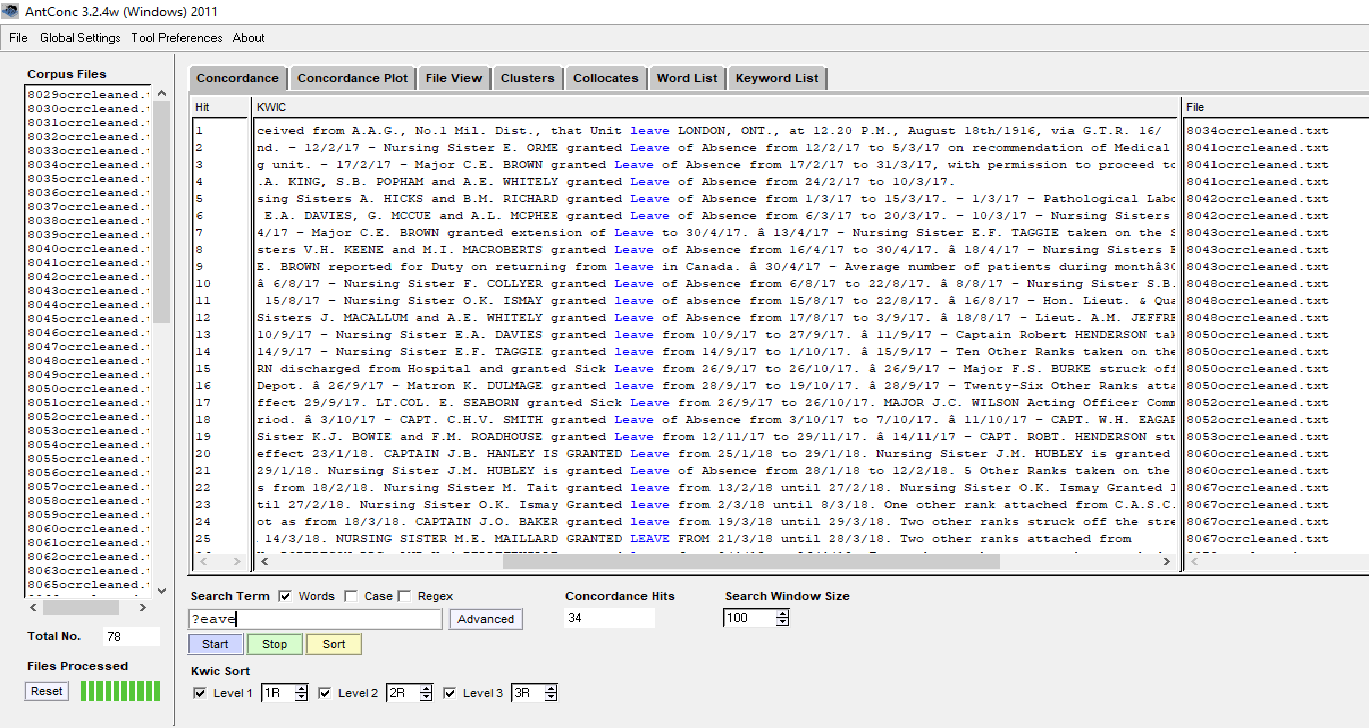 AntConc 3.2.4w (Windows) 2011
File Global Settings Tool Preferences About
Corpus Files
8029ocrcleaned.
8030ocrcleaned.
8031ocrcleaned.
8032ocrcleaned.
8033ocrcleaned.
8034ocrcleaned.
8035ocrcleaned.
8036ocrcleaned.
8037ocrcleaned.
8038ocrcleaned.
8039ocrcleaned.
8040ocrcleaned.
8041ocrcleaned.
8042ocrcleaned.
8043ocrcleaned.
8044ocrcleaned.
8045ocrcleaned.
8046ocrcleaned.
8047ocrcleaned.
8048ocrcleaned.
8049ocrcleaned.
8050ocrcleaned.
8051ocrcleaned.
8052ocrcleaned.
8053ocrcleaned.
8054ocrcleaned.
8055ocrcleaned.
8056ocrcleaned.
8057ocrcleaned.
8058ocrcleaned.
8059ocrcleaned.
8060ocrcleaned.
8061ocrcleaned.
8062ocrcleaned.
8063ocrcleaned.
8065ocrcleaned.
Total No. 78
Files Processed
Reset
Concordance Concordance Plot File View Clusters Collocates Word List Keyword List
Hit KWIC File
1 ceived from A.A.G., No.1 Mil. Dist., that Unit leave LONDON, ONT., at 12.20 P.M., August 18th/1916, via G.T.R. 16/ 8034ocrcleaned.txt
2 nd. – 12/2/17 – Nursing Sister E. ORME granted Leave of Absence from 12/2/17 to 5/3/17 on recommendation of Medical 8041ocrcleaned.txt
3 g unit. – 17/2/17 – Major C.E. BROWN granted Leave of Absence from 17/2/17 to 31/3/17, with permission to proceed to 8041ocrcleaned.txt
4 .A. KING, S.B. POPHAM and A.E. WHITELY granted Leave of Absence from 24/2/17 to 10/3/17. 8041ocrcleaned.txt
5 sing Sisters A. HICKS and B.M. RICHARD granted Leave of Absence from 1/3/17 to 15/3/17. – 1/3/17 – Pathological Labo 8042ocrcleaned.txt
6 E.A. DAVIES, G. MCCUE and A.L. MCPHEE granted Leave of Absence from 6/3/17 to 20/3/17. – 10/3/17 – Nursing Sisters 8042ocrcleaned.txt
7 4/17 – Major C.E. BROWN granted extension of Leave to 30/4/17. â 13/4/17 – Nursing Sister E.F. TAGGIE taken on the S 8043ocrcleaned.txt
8 sters V.H. KEENE and M.I. MACROBERTS granted Leave of Absence from 16/4/17 to 30/4/17. â 18/4/17 – Nursing Sisters 8043ocrcleaned.txt
9 E. BROWN reported for Duty on returning from leave in Canada. â 30/4/17 – Average number of patients during monthâ30 8043ocrcleaned.txt
10 â 6/8/17 – Nursing Sister F. COLLYER granted Leave of Absence from 6/8/17 to 22/8/17. â 8/8/17 – Nursing Sister S.B. 8048ocrcleaned.txt
11 15/8/17 – Nursing Sister O.K. ISMAY granted leave of absence from 15/8/17 to 22/8/17. â 16/8/17 – Hon. Lieut. & Qua 8048ocrcleaned.txt
12 Sisters J. MACALLUM and A.E. WHITELY granted Leave of Absence from 17/8/17 to 3/9/17. â 18/8/17 – Lieut. A.M. JEFFRE 8048ocrcleaned.txt
13 10/9/17 – Nursing Sister E.A. DAVIES granted leave from 10/9/17 to 27/9/17. â 11/9/17 – Captain Robert HENDERSON tak 8050ocrcleaned.txt
14 14/9/17 – Nursing Sister E.F. TAGGIE granted leave from 14/9/17 to 1/10/17. â 15/9/17 – Ten Other Ranks taken on the 8050ocrcleaned.txt
15 RN discharged from Hospital and granted Sick Leave from 26/9/17 to 26/10/17. â 26/9/17 – Major F.S. BURKE struck off 8050ocrcleaned.txt
16 Depot. â 26/9/17 – Matron K. DULMAGE granted leave from 28/9/17 to 19/10/17. â 28/9/17 – Twenty-Six Other Ranks atta 8050ocrcleaned.txt
17 ffect 29/9/17. LT.COL. E. SEABORN granted Sick Leave from 26/9/17 to 26/10/17. MAJOR J.C. WILSON Acting Officer Comm 8052ocrcleaned.txt
18 riod. â 3/10/17 – CAPT. C.H.V. SMITH granted Leave of Absence from 3/10/17 to 7/10/17. â 11/10/17 – CAPT. W.H. EAGAR 8052ocrcleaned.txt
19 Sister K.J. BOWIE and F.M. ROADHOUSE granted Leave from 12/11/17 to 29/11/17. â 14/11/17 – CAPT. ROBT. HENDERSON stu 8053ocrcleaned.txt
20 effect 23/1/18. CAPTAIN J.B. HANLEY IS GRANTED Leave from 25/1/18 to 29/1/18. Nursing Sister J.M. HUBLEY is granted 8060ocrcleaned.txt
21 29/1/18. Nursing Sister J.M. HUBLEY is granted Leave of Absence from 28/1/18 to 12/2/18. 5 Other Ranks taken on the 8060ocrcleaned.txt
22 s from 18/2/18. Nursing Sister M. Tait granted leave from 13/2/18 until 27/2/18. Nursing Sister O.K. Ismay Granted 8067ocrcleaned.txt
23 til 27/2/18. Nursing Sister O.K. Ismay Granted leave from 2/3/18 until 8/3/18. One other rank attached from C.A.S.C. 8067ocrcleaned.txt
24 ot as from 18/3/18. CAPTAIN J.O. BAKER granted leave from 19/3/18 until 29/3/18. Two other ranks struck off the stre 8067ocrcleaned.txt
25 14/3/18. NURSING SISTER M.E. MAILLARD GRANTED LEAVE FROM 21/3/18 until 28/3/18. Two other ranks attached from 8067ocrcleaned.txt
Search Term Words Case Regex Concordance Hits Search Window Size
?eave Advanced 34 100
Start Stop Sort
Kwic Sort
Level 1 1R Level 2 2R Level 3 3R